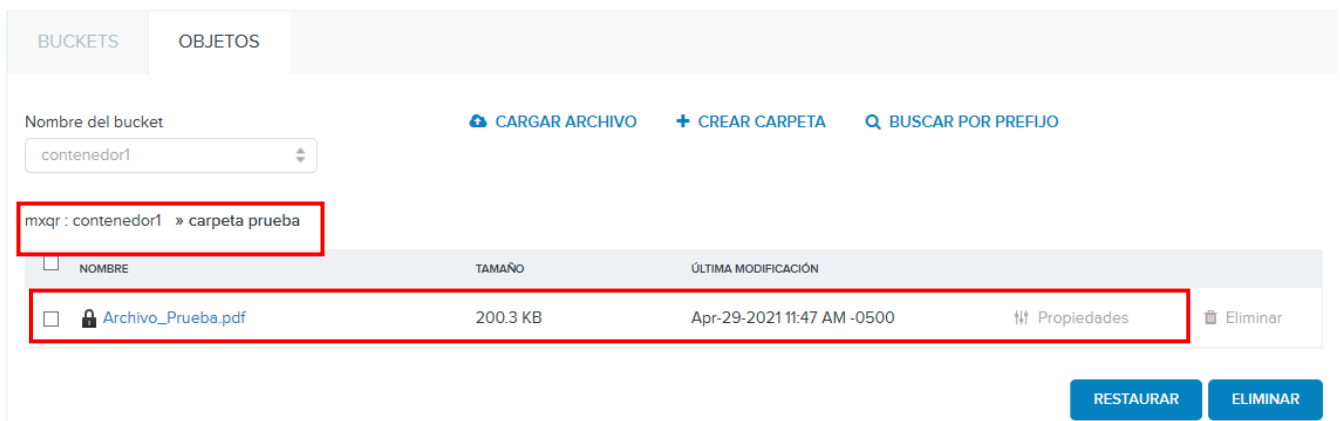 BUCKETS OBJETOS
Nombre del bucket
CARGAR ARCHIVO CREAR CARPETA BUSCAR POR PREFIJO
contenedor1
mxqr : contenedor1 » carpeta prueba
NOMBRE TAMAÑO ÚLTIMA MODIFICACIÓN
Archivo_Prueba.pdf 200.3 KB Apr-29-2021 11:47 AM -0500 Propiedades Eliminar
RESTAURAR ELIMINAR